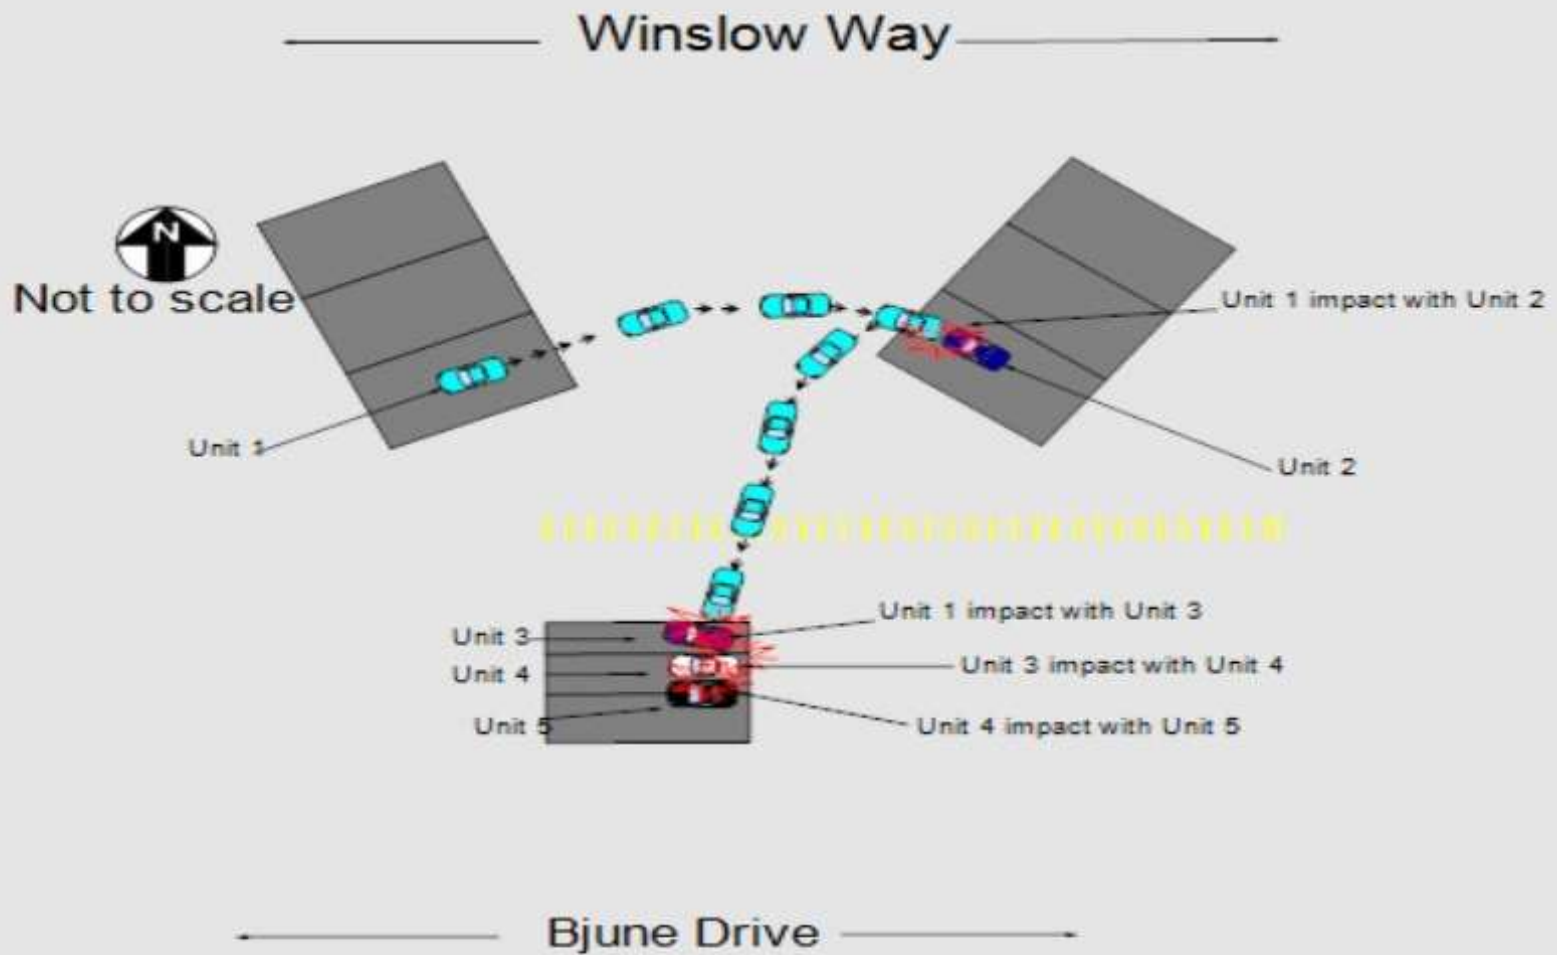 Winslow Way
N
Not to scale
Unit 1 impact with Unit 2
Unit 1
Unit 2
Unit 1 impact with Unit 3
Unit 3
Unit 3 impact with Unit 4
Unit 4
Unit 5
Unit 4 impact with Unit 5
Bjune Drive